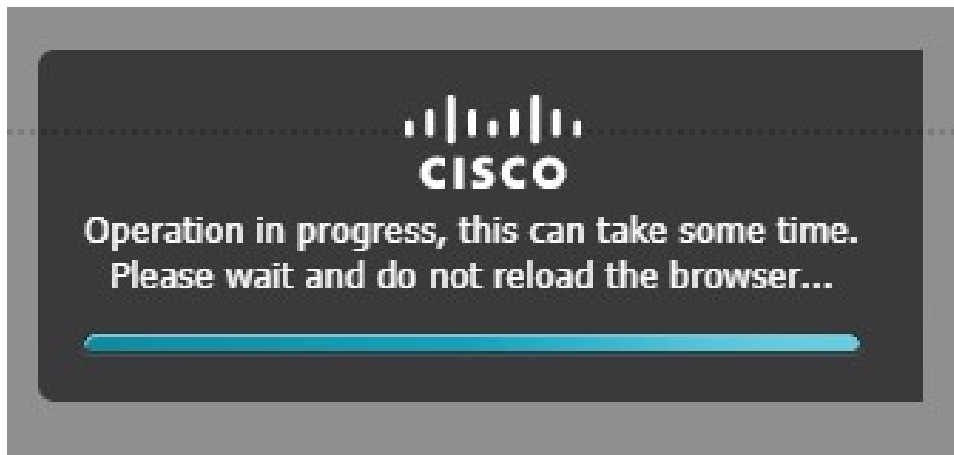 CISCO
Operation in progress, this can take some time.
Please wait and do not reload the browser...